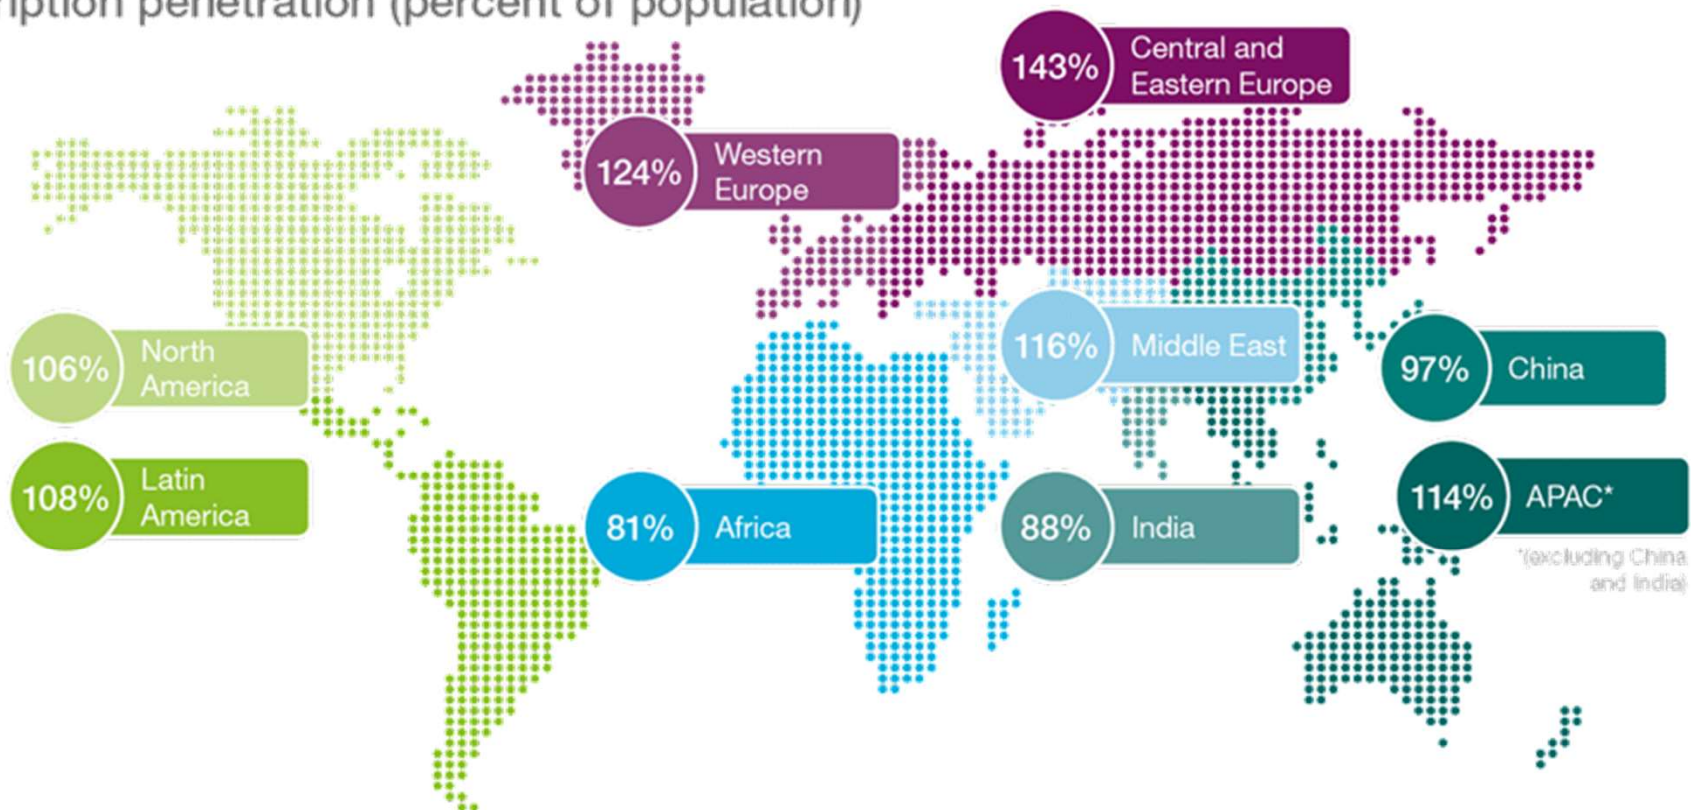 penetration (percent of population)
143%
Central and
Eastern Europe
124%
Western
Europe
106%
North
America
116%
Middle East
97%
China
108%
Latin
America
81%
Africa
88%
India
114%
APAC*
*(excluding China
and India)